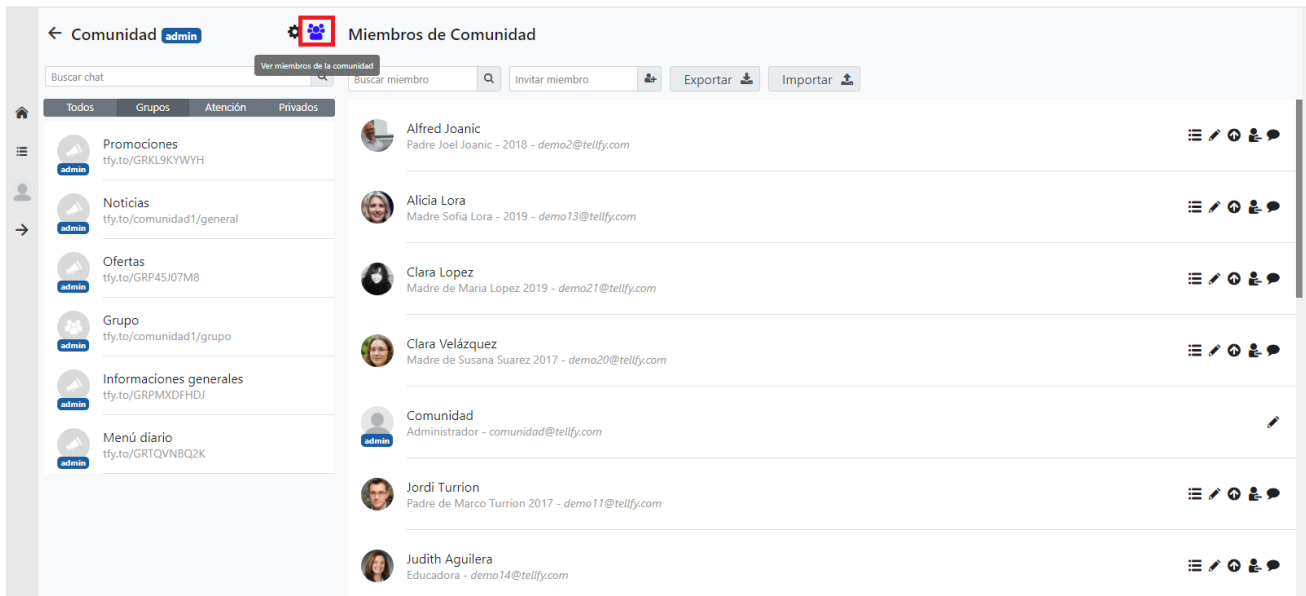 Comunidad admin
Miembros de Comunidad
Ver miembros de la comunidad
Buscar chat
Buscar miembro
Invitar miembro
Exportar
Importar
Todos Grupos Atención Privados
Promociones
tfy.to/GRKL9KYWYH
admin
Noticias
tfy.to/comunidad1/general
admin
Ofertas
tfy.to/GRP45J07M8
admin
Grupo
tfy.to/comunidad1/grupo
admin
Informaciones generales
tfy.to/GRPMXDFHDJ
admin
Menú diario
tfy.to/GRTQVNBQ2K
admin
Alfred Joanic
Padre Joel Joanic - 2018 - demo2@tellfy.com
Alicia Lora
Madre Sofia Lora - 2019 - demo13@tellfy.com
Clara Lopez
Madre de Maria Lopez 2019 - demo21@tellfy.com
Clara Velázquez
Madre de Susana Suarez 2017 - demo20@tellfy.com
Comunidad
Administrador - comunidad@tellfy.com
admin
Jordi Turrion
Padre de Marco Turrion 2017 - demo11@tellfy.com
Judith Aguilera
Educadora - demo14@tellfy.com